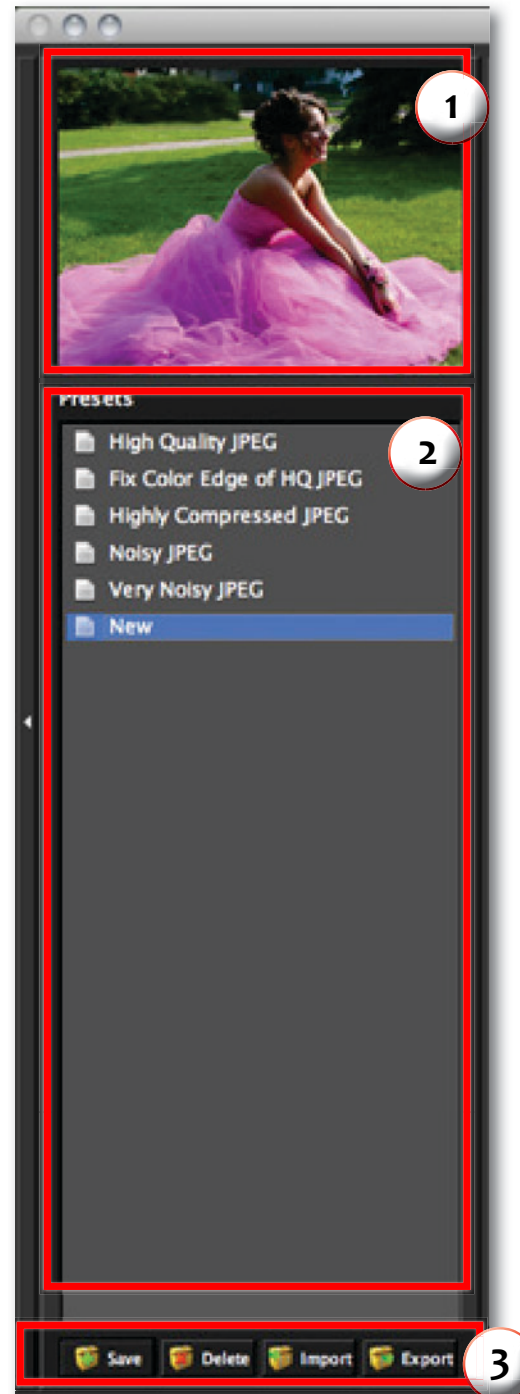 1
Presets
2
High Quality JPEG
Fix Color Edge of HQ JPEG
Highly Compressed JPEG
Noisy JPEG
Very Noisy JPEG
New
Save Delete Import Export
3